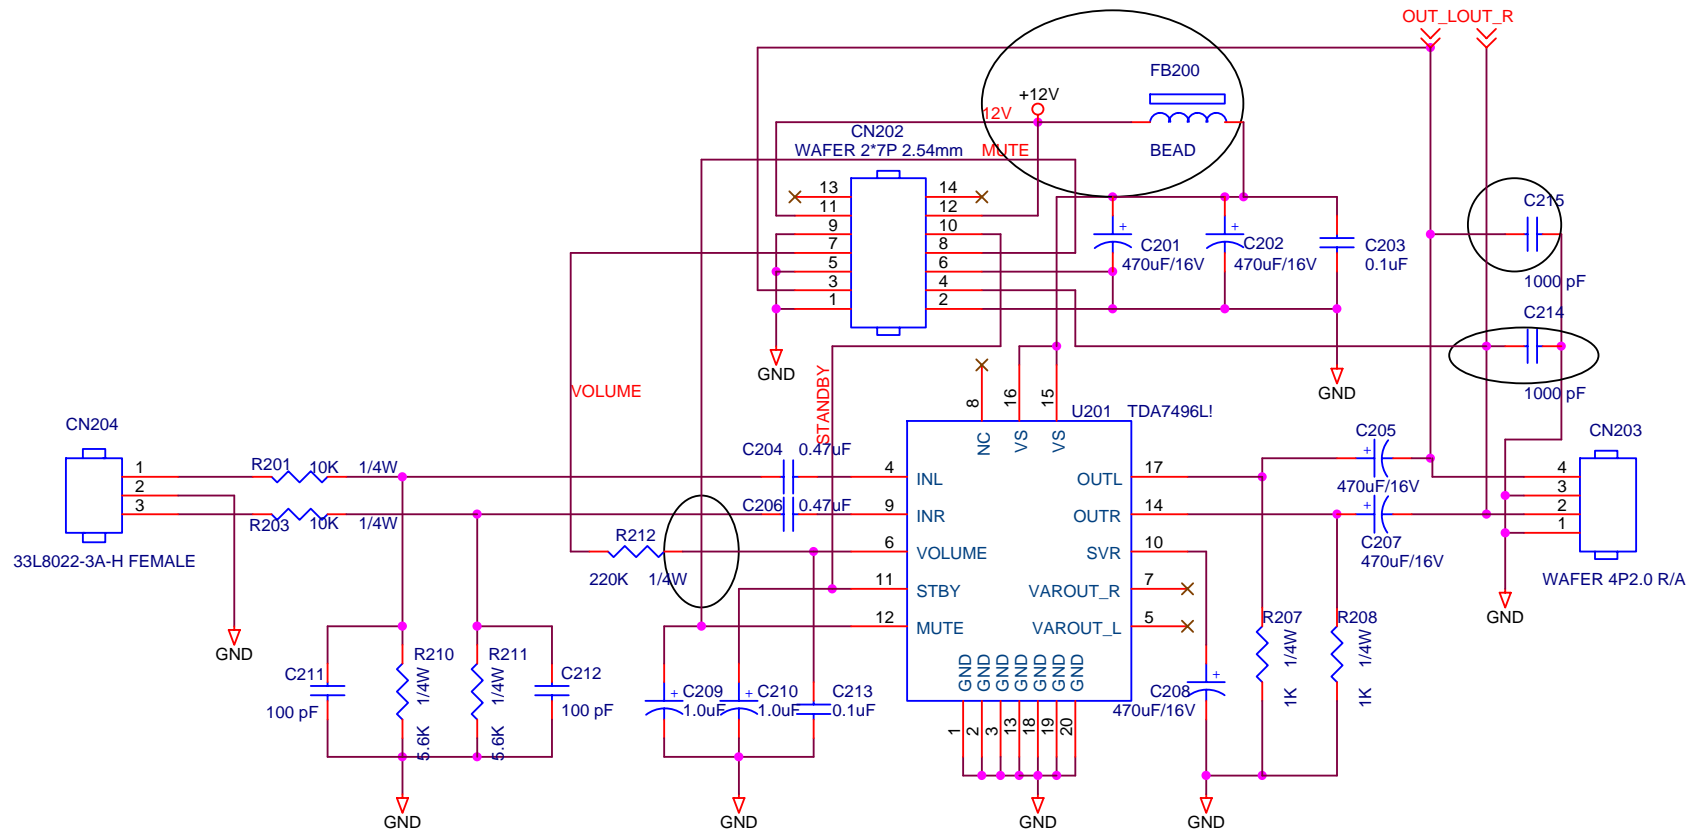 OUT_LOUT_R
FB200
+12V
12V
CN202
WAFER 2*7P 2.54mm
MUTE
BEAD
13
14
11
12
9
10
7
8
5
6
3
4
1
2
C201
470uF/16V
C202
470uF/16V
C203
0.1uF
C215
1000 pF
C214
1000 pF
GND
GND
VOLUME
STANDBY
8
16
15
U201
TDA7496L!
NC
VS
VS
CN204
1
2
3
33L8022-3A-H FEMALE
R201
10K
1/4W
R203
10K
1/4W
C204
0.47uF
C206
0.47uF
R212
220K
1/4W
4
INL
9
INR
6
VOLUME
11
STBY
12
MUTE
OUTL
17
OUTR
14
SVR
10
VAROUT_R
7
VAROUT_L
5
C205
470uF/16V
C207
470uF/16V
CN203
4
3
2
1
WAFER 4P2.0 R/A
GND
GND
C211
100 pF
R210
1/4W
5.6K
R211
1/4W
5.6K
C212
100 pF
C209
1.0uF
C210
1.0uF
C213
0.1uF
GND
GND
GND
GND
GND
GND
GND
1
2
3
13
18
19
20
C208
470uF/16V
R207
1/4W
1K
R208
1/4W
1K
GND
GND
GND
GND